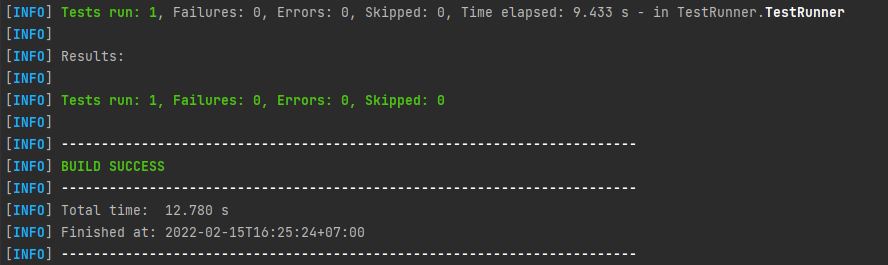 [INFO] Tests run: 1, Failures: 0, Errors: 0, Skipped: 0, Time elapsed: 9.433 s - in TestRunner.TestRunner
[INFO]
[INFO] Results:
[INFO]
[INFO] Tests run: 1, Failures: 0, Errors: 0, Skipped: 0
[INFO]
[INFO] ------------------------------------------------------------------------
[INFO] BUILD SUCCESS
[INFO] ------------------------------------------------------------------------
[INFO] Total time:  12.780 s
[INFO] Finished at: 2022-02-15T16:25:24+07:00
[INFO] ------------------------------------------------------------------------